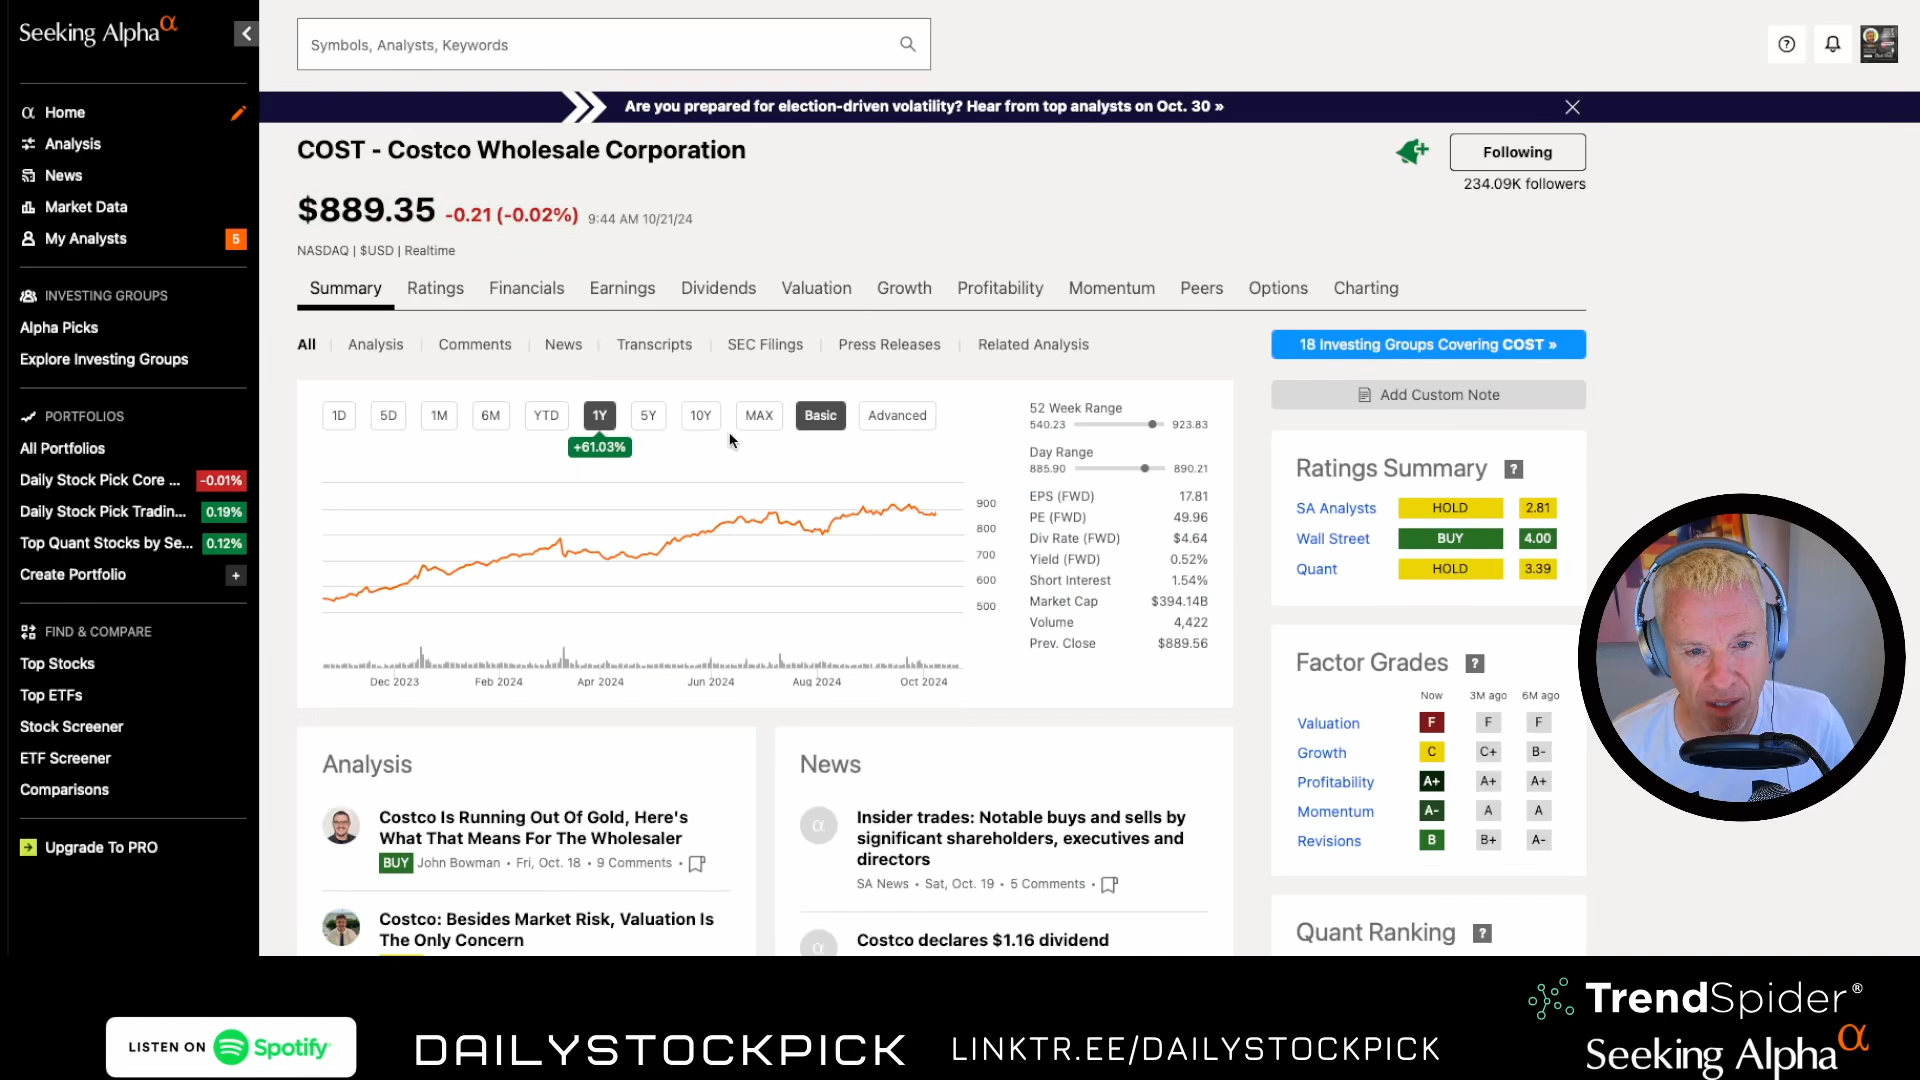 Seeking Alpha α
Symbols, Analysts, Keywords
Home
Analysis
News
Market Data
My Analysts 5
INVESTING GROUPS
Alpha Picks
Explore Investing Groups
PORTFOLIOS
All Portfolios
Daily Stock Pick Core ... -0.01%
Daily Stock Pick Tradin... 0.19%
Top Quant Stocks by Se... 0.12%
Create Portfolio +
FIND & COMPARE
Top Stocks
Top ETFs
Stock Screener
ETF Screener
Comparisons
Upgrade To PRO
Are you prepared for election-driven volatility? Hear from top analysts on Oct. 30 »
COST - Costco Wholesale Corporation
Following
234.09K followers
$889.35 -0.21 (-0.02%) 9:44 AM 10/21/24
NASDAQ | $USD | Realtime
Summary Ratings Financials Earnings Dividends Valuation Growth Profitability Momentum Peers Options Charting
All | Analysis | Comments | News | Transcripts | SEC Filings | Press Releases | Related Analysis
18 Investing Groups Covering COST »
Add Custom Note
1D 5D 1M 6M YTD 1Y 5Y 10Y MAX Basic Advanced
+61.03%
900
800
700
600
500
Dec 2023 Feb 2024 Apr 2024 Jun 2024 Aug 2024 Oct 2024
52 Week Range
540.23 923.83
Day Range
885.90 890.21
EPS (FWD) 17.81
PE (FWD) 49.96
Div Rate (FWD) $4.64
Yield (FWD) 0.52%
Short Interest 1.54%
Market Cap $394.14B
Volume 4,422
Prev. Close $889.56
Ratings Summary ?
SA Analysts HOLD 2.81
Wall Street BUY 4.00
Quant HOLD 3.39
Factor Grades ?
Now 3M ago 6M ago
Valuation F F F
Growth C C+ B-
Profitability A+ A+ A+
Momentum A- A A
Revisions B B+ A-
Quant Ranking ?
Analysis
Costco Is Running Out Of Gold, Here's
What That Means For The Wholesaler
BUY John Bowman • Fri, Oct. 18 • 9 Comments •
Costco: Besides Market Risk, Valuation Is
The Only Concern
News
Insider trades: Notable buys and sells by
significant shareholders, executives and
directors
SA News • Sat, Oct. 19 • 5 Comments •
Costco declares $1.16 dividend
LISTEN ON Spotify
DAILYSTOCKPICK
LINKTR.EE/DAILYSTOCKPICK
TrendSpider®
Seeking Alpha α